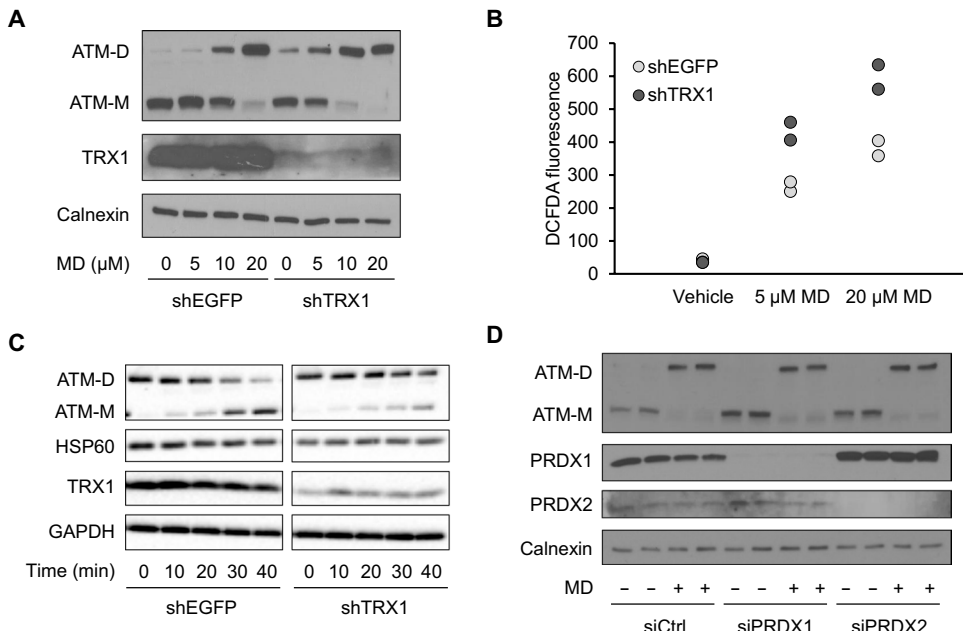 A
ATM-D
ATM-M
TRX1
Calnexin
MD (µM)
0 5 10 20 0 5 10 20
shEGFP shTRX1
B
DCFDA fluorescence
700
600
500
400
300
200
100
0
shEGFP
shTRX1
Vehicle 5 µM MD 20 µM MD
C
ATM-D
ATM-M
HSP60
TRX1
GAPDH
Time (min) 0 10 20 30 40 0 10 20 30 40
shEGFP shTRX1
D
ATM-D
ATM-M
PRDX1
PRDX2
Calnexin
MD – – + + – – + + – – + +
siCtrl siPRDX1 siPRDX2